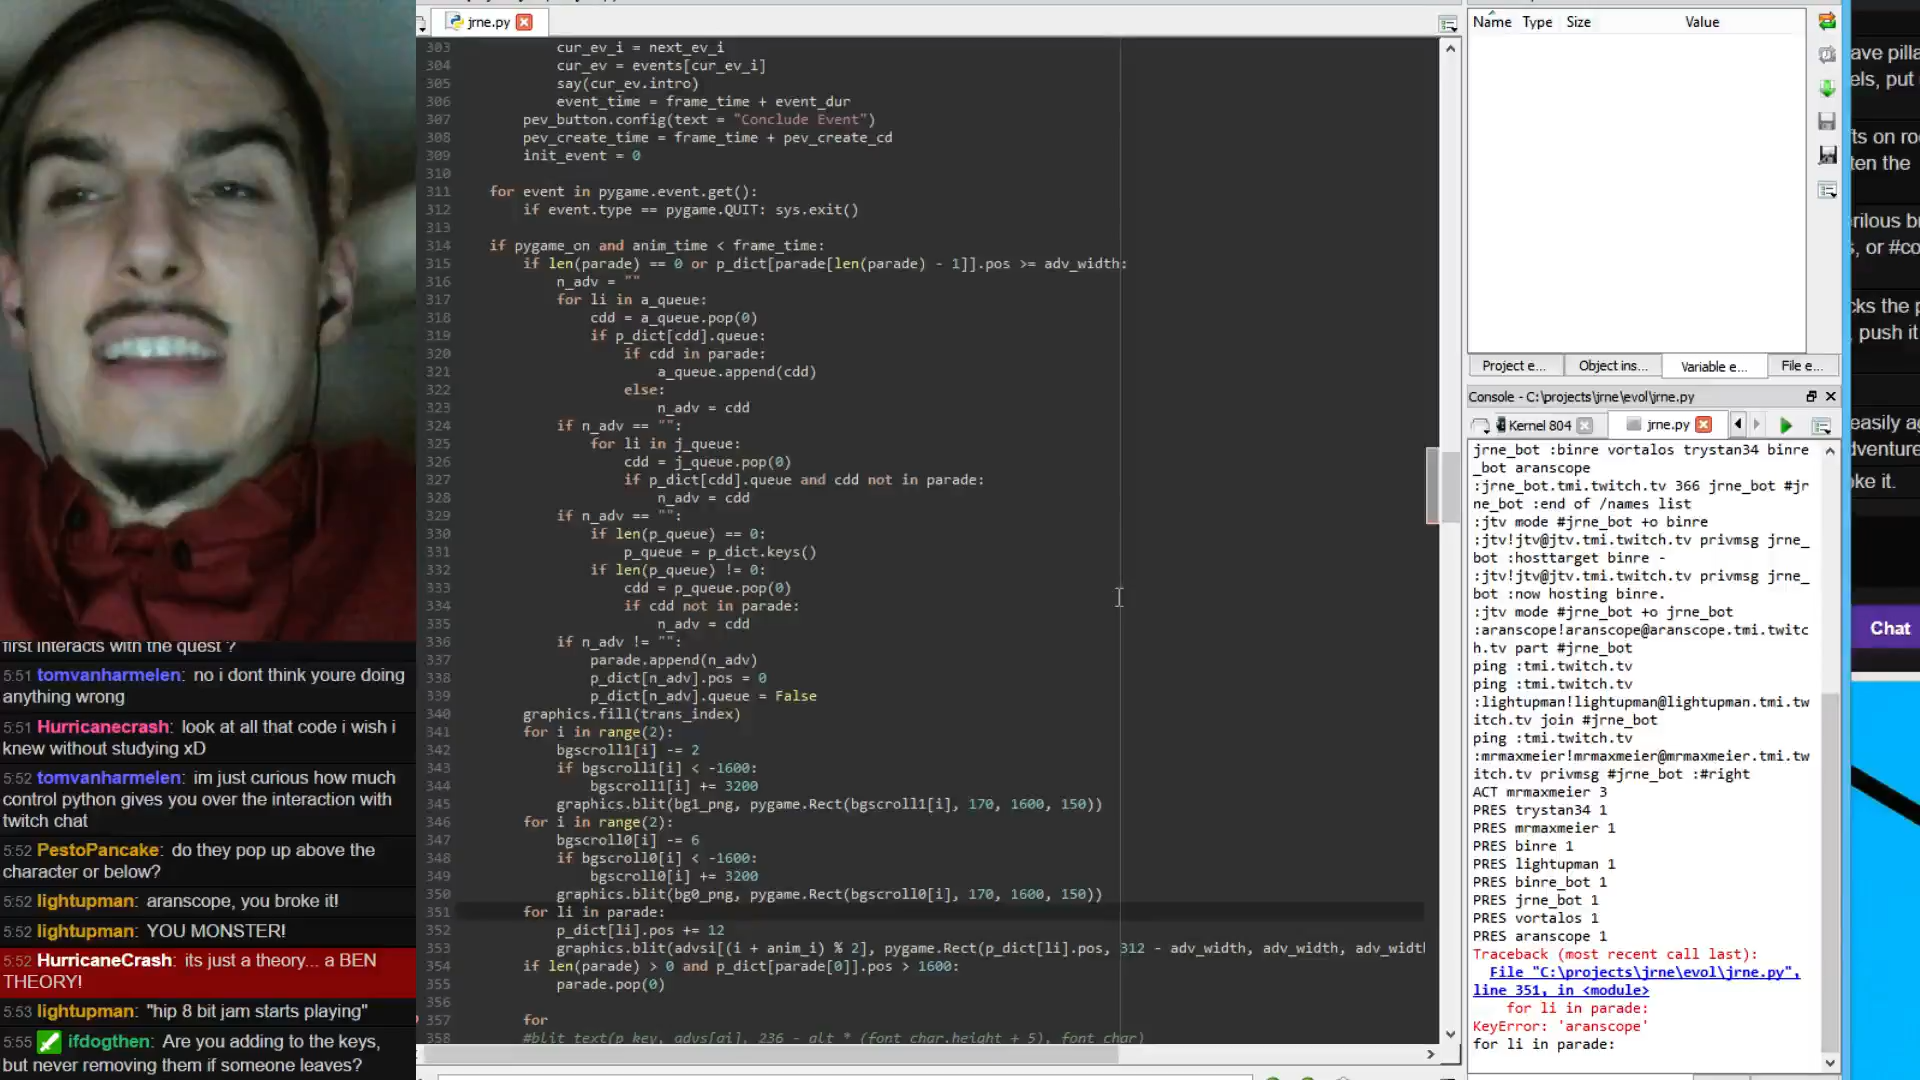 jrne.py
303 cur_ev_i = next_ev_i
304 cur_ev = events[cur_ev_i]
305 say(cur_ev.intro)
306 event_time = frame_time + event_dur
307 pev_button.config(text = "Conclude Event")
308 pev_create_time = frame_time + pev_create_cd
309 init_event = 0
310
311 for event in pygame.event.get():
312 if event.type == pygame.QUIT: sys.exit()
313
314 if pygame_on and anim_time < frame_time:
315 if len(parade) == 0 or p_dict[parade[len(parade) - 1]].pos >= adv_width:
316 n_adv = ""
317 for li in a_queue:
318 cdd = a_queue.pop(0)
319 if p_dict[cdd].queue:
320 if cdd in parade:
321 a_queue.append(cdd)
322 else:
323 n_adv = cdd
324 if n_adv == "":
325 for li in j_queue:
326 cdd = j_queue.pop(0)
327 if p_dict[cdd].queue and cdd not in parade:
328 n_adv = cdd
329 if n_adv == "":
330 if len(p_queue) == 0:
331 p_queue = p_dict.keys()
332 if len(p_queue) != 0:
333 cdd = p_queue.pop(0)
334 if cdd not in parade:
335 n_adv = cdd
336 if n_adv != "":
337 parade.append(n_adv)
338 p_dict[n_adv].pos = 0
339 p_dict[n_adv].queue = False
340 graphics.fill(trans_index)
341 for i in range(2):
342 bgscroll1[i] -= 2
343 if bgscroll1[i] < -1600:
344 bgscroll1[i] += 3200
345 graphics.blit(bg1_png, pygame.Rect(bgscroll1[i], 170, 1600, 150))
346 for i in range(2):
347 bgscroll0[i] -= 6
348 if bgscroll0[i] < -1600:
349 bgscroll0[i] += 3200
350 graphics.blit(bg0_png, pygame.Rect(bgscroll0[i], 170, 1600, 150))
351 for li in parade:
352 p_dict[li].pos += 12
353 graphics.blit(advsi[(i + anim_i) % 2], pygame.Rect(p_dict[li].pos, 312 - adv_width, adv_width, adv_widt
354 if len(parade) > 0 and p_dict[parade[0]].pos > 1600:
355 parade.pop(0)
356
357 for
358 #blit_text(p_key, advs[ai], 236 - alt * (font_char.height + 5), font_char)
first interacts with the quest ?
5:51 tomvanharmelen: no i dont think youre doing
anything wrong
5:51 Hurricanecrash: look at all that code i wish i
knew without studying xD
5:52 tomvanharmelen: im just curious how much
control python gives you over the interaction with
twitch chat
5:52 PestoPancake: do they pop up above the
character or below?
5:52 lightupman: aranscope, you broke it!
5:52 lightupman: YOU MONSTER!
5:52 HurricaneCrash: its just a theory... a BEN
THEORY!
5:53 lightupman: "hip 8 bit jam starts playing"
5:55 ifdogthen: Are you adding to the keys,
but never removing them if someone leaves?
Name Type Size Value
Project e... Object ins... Variable e... File e...
Console - C:\projects\jrne\evol\jrne.py
Kernel 804 jrne.py
jrne_bot :binre vortalos trystan34 binre
_bot aranscope
:jrne_bot.tmi.twitch.tv 366 jrne_bot #jr
ne_bot :end of /names list
:jtv mode #jrne_bot +o binre
:jtv!jtv@jtv.tmi.twitch.tv privmsg jrne_
bot :hosttarget binre -
:jtv!jtv@jtv.tmi.twitch.tv privmsg jrne_
bot :now hosting binre.
:jtv mode #jrne_bot +o jrne_bot
:aranscope!aranscope@aranscope.tmi.twitc
h.tv part #jrne_bot
ping :tmi.twitch.tv
ping :tmi.twitch.tv
:lightupman!lightupman@lightupman.tmi.tw
itch.tv join #jrne_bot
ping :tmi.twitch.tv
:mrmaxmeier!mrmaxmeier@mrmaxmeier.tmi.tw
itch.tv privmsg #jrne_bot :#right
ACT mrmaxmeier 3
PRES trystan34 1
PRES mrmaxmeier 1
PRES binre 1
PRES lightupman 1
PRES binre_bot 1
PRES jrne_bot 1
PRES vortalos 1
PRES aranscope 1
Traceback (most recent call last):
File "C:\projects\jrne\evol\jrne.py",
line 351, in <module>
for li in parade:
KeyError: 'aranscope'
for li in parade:
ave pilla
els, put
ts on ro
ten the
rilous br
s, or #co
cks the p
, push it
easily ag
dventure
ke it.
Chat